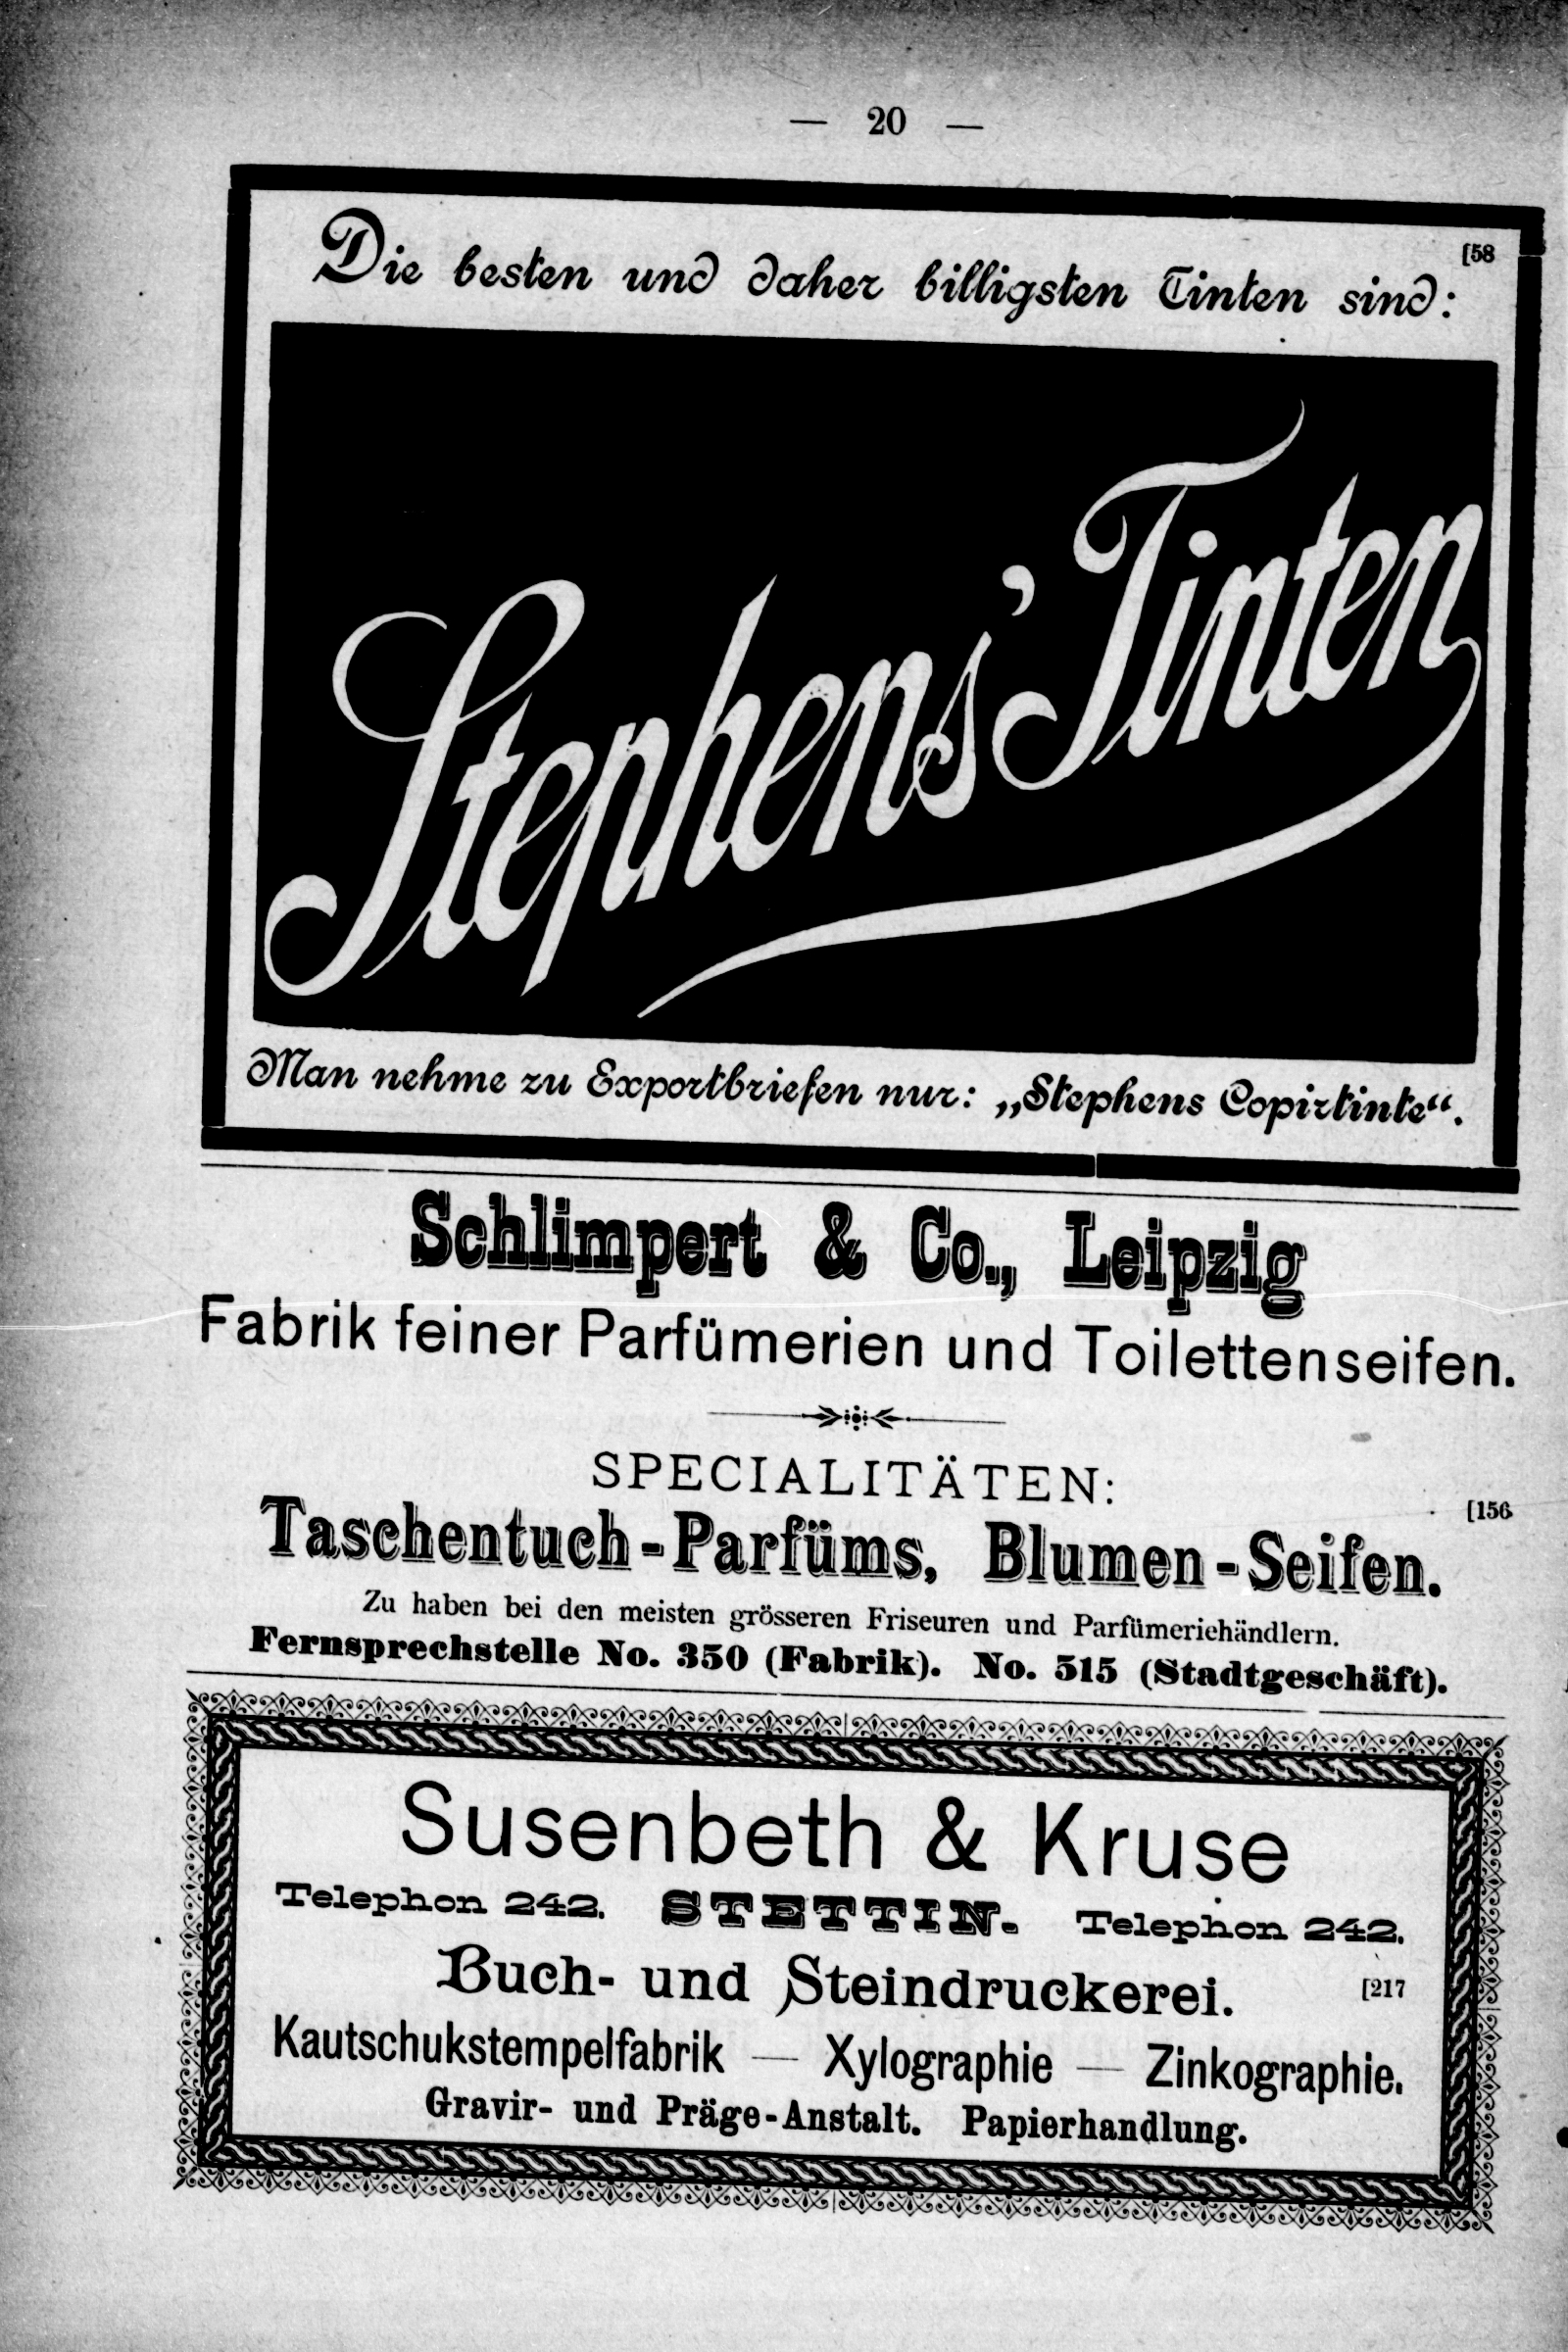 — 20 —
[58
Die besten und daher billigsten Tinten sind:
Stephens' Tinten
Man nehme zu Exportbriefen nur: „Stephens Copirtinte“.
Schlimpert & Co., Leipzig
Fabrik feiner Parfümerien und Toilettenseifen.
SPECIALITÄTEN:
[156
Taschentuch-Parfüms, Blumen-Seifen.
Zu haben bei den meisten grösseren Friseuren und Parfümeriehändlern.
Fernsprechstelle No. 350 (Fabrik). No. 515 (Stadtgeschäft).
Susenbeth & Kruse
Telephon 242. STETTIN. Telephon 242.
Buch- und Steindruckerei. [217
Kautschukstempelfabrik — Xylographie — Zinkographie.
Gravir- und Präge-Anstalt. Papierhandlung.